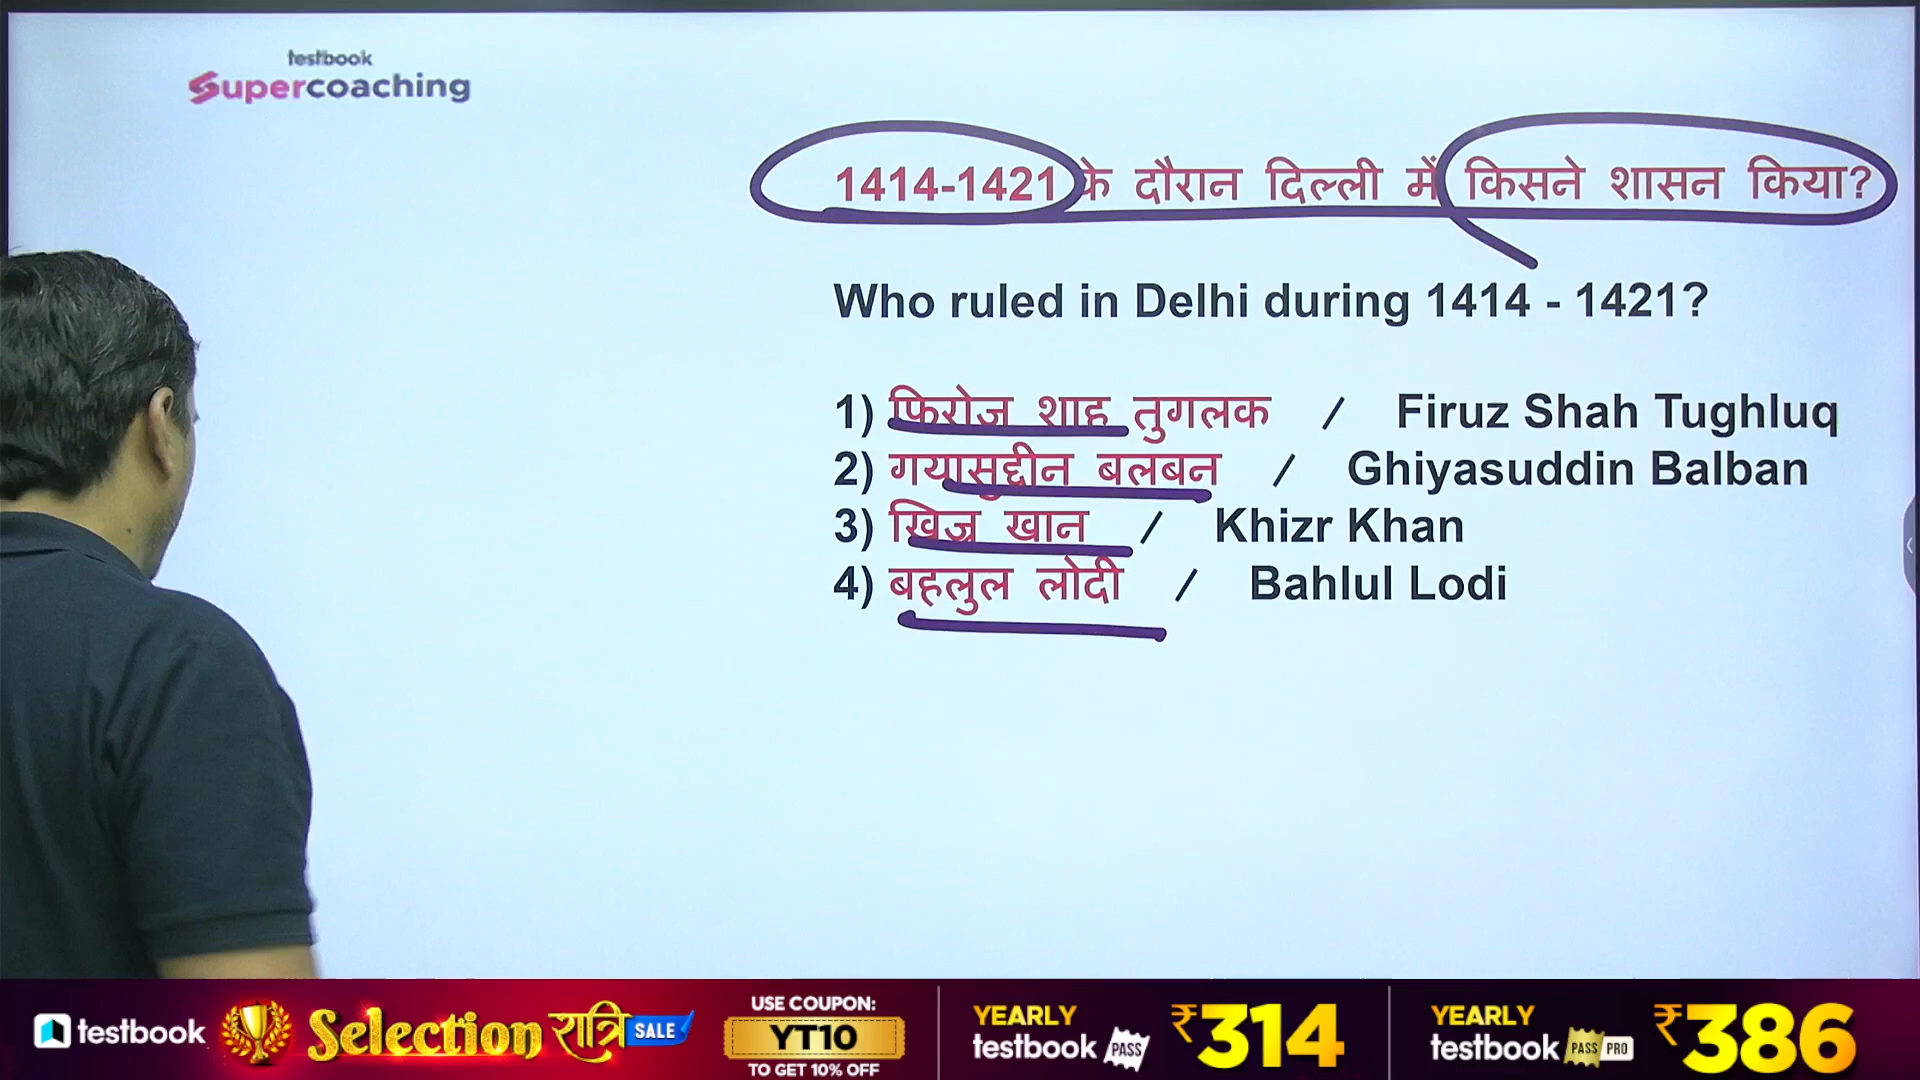 testbook
Supercoaching
1414-1421 के दौरान दिल्ली में किसने शासन किया?
Who ruled in Delhi during 1414 - 1421?
1) फिरोज शाह तुगलक / Firuz Shah Tughluq
2) गयासुद्दीन बलबन / Ghiyasuddin Balban
3) खिज्र खान / Khizr Khan
4) बहलुल लोदी / Bahlul Lodi
testbook
Selection रात्रि SALE
USE COUPON:
YT10
TO GET 10% OFF
YEARLY
testbook PASS
₹314
YEARLY
testbook PASS PRO
₹386